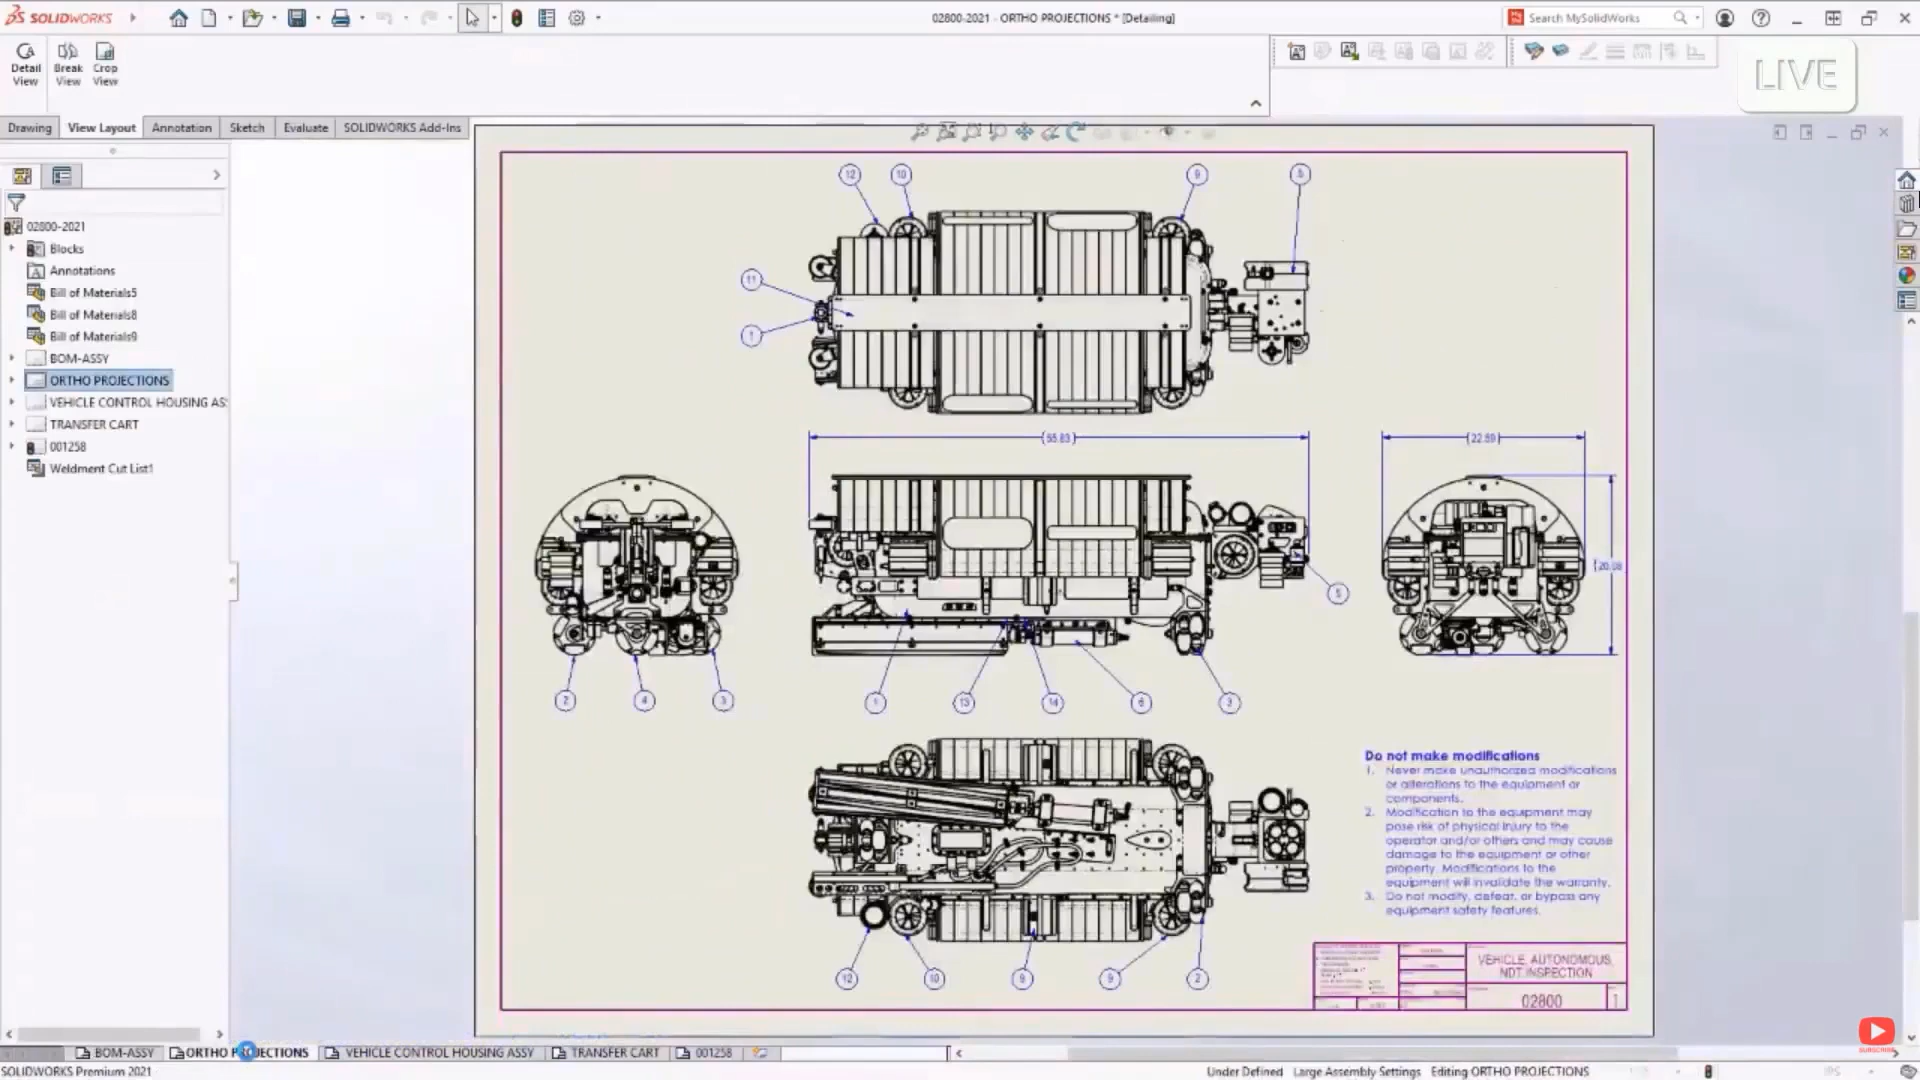 SOLIDWORKS
02800-2021 - ORTHO PROJECTIONS * [Detailing]
Search MySolidWorks
Detail View
Break View
Crop View
LIVE
Drawing
View Layout
Annotation
Sketch
Evaluate
SOLIDWORKS Add-Ins
02800-2021
Blocks
Annotations
Bill of Materials5
Bill of Materials8
Bill of Materials9
BOM-ASSY
ORTHO PROJECTIONS
VEHICLE CONTROL HOUSING AS
TRANSFER CART
001258
Weldment Cut List1
12
10
9
5
11
1
(22.59)
5
2
4
3
1
13
14
6
3
Do not make modifications
1. Never make unauthorized modifications
or alterations to the equipment or
components.
2. Modification to the equipment may
pose risk of physical injury to the
operator and/or others and may cause
damage to the equipment or other
property. Modifications to the
equipment will invalidate the warranty.
3. Do not modify, defeat, or bypass any
equipment safety features.
12
10
9
9
2
VEHICLE, AUTONOMOUS,
NDT INSPECTION
02800
1
SUBSCRIBE
BOM-ASSY
ORTHO PROJECTIONS
VEHICLE CONTROL HOUSING ASSY
TRANSFER CART
001258
SOLIDWORKS Premium 2021
Under Defined
Large Assembly Settings
Editing ORTHO PROJECTIONS